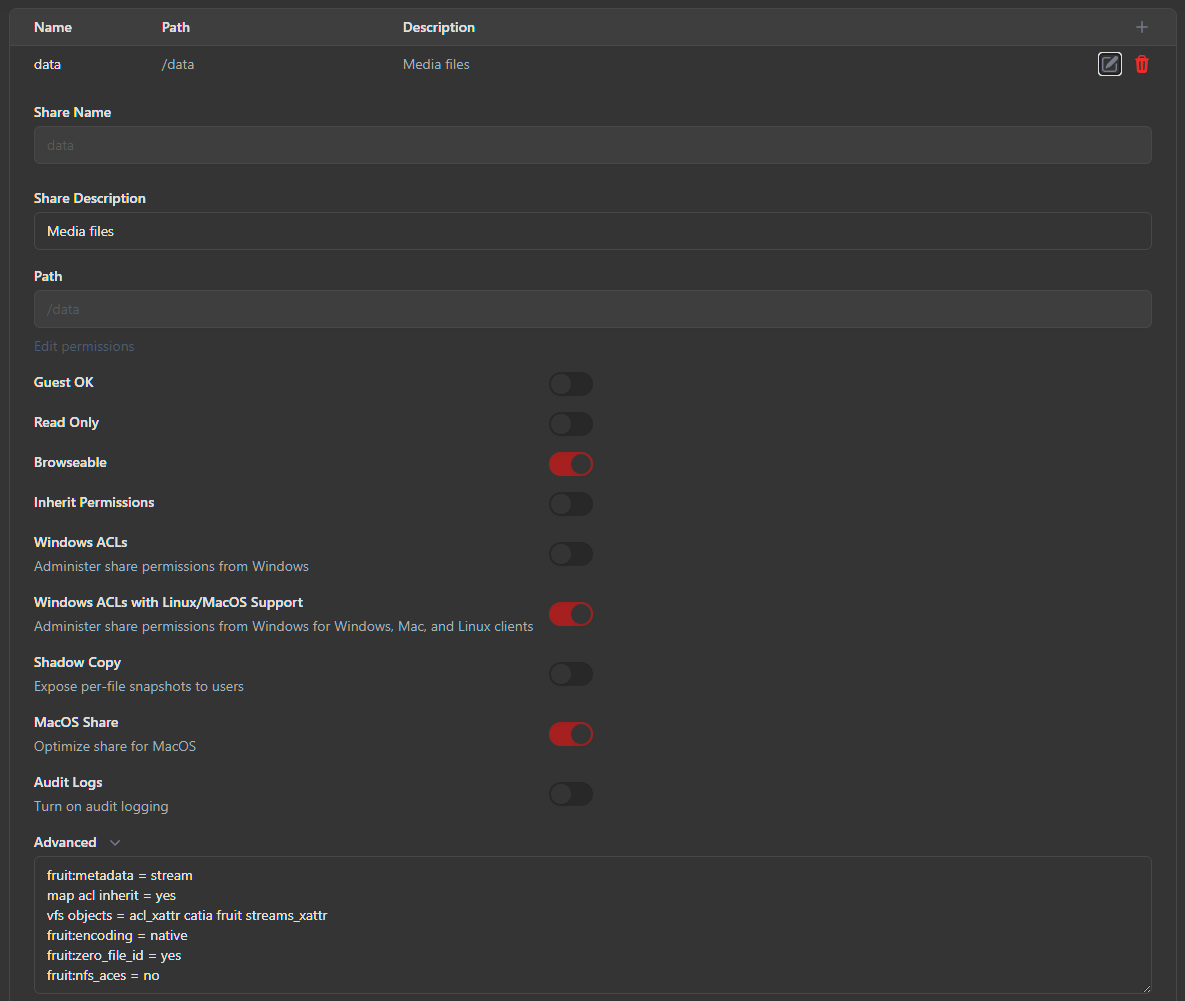 Name Path Description
data /data Media files
Share Name
data
Share Description
Media files
Path
/data
Edit permissions
Guest OK
Read Only
Browseable
Inherit Permissions
Windows ACLs
Administer share permissions from Windows
Windows ACLs with Linux/MacOS Support
Administer share permissions from Windows for Windows, Mac, and Linux clients
Shadow Copy
Expose per-file snapshots to users
MacOS Share
Optimize share for MacOS
Audit Logs
Turn on audit logging
Advanced
fruit:metadata = stream
map acl inherit = yes
vfs objects = acl_xattr catia fruit streams_xattr
fruit:encoding = native
fruit:zero_file_id = yes
fruit:nfs_aces = no